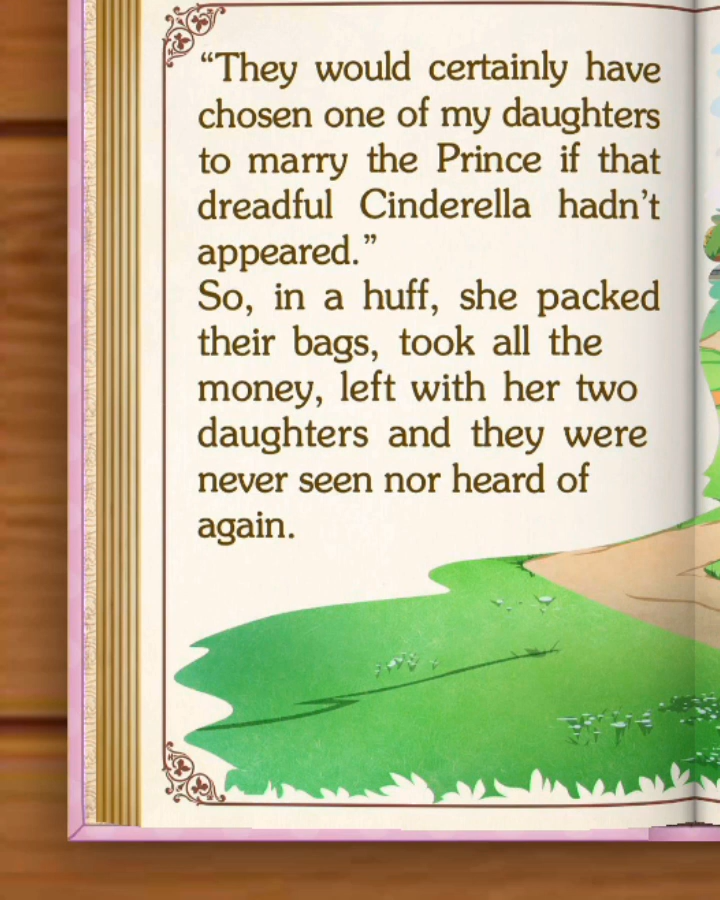 “They would certainly have
chosen one of my daughters
to marry the Prince if that
dreadful Cinderella hadn’t
appeared.”
So, in a huff, she packed
their bags, took all the
money, left with her two
daughters and they were
never seen nor heard of
again.